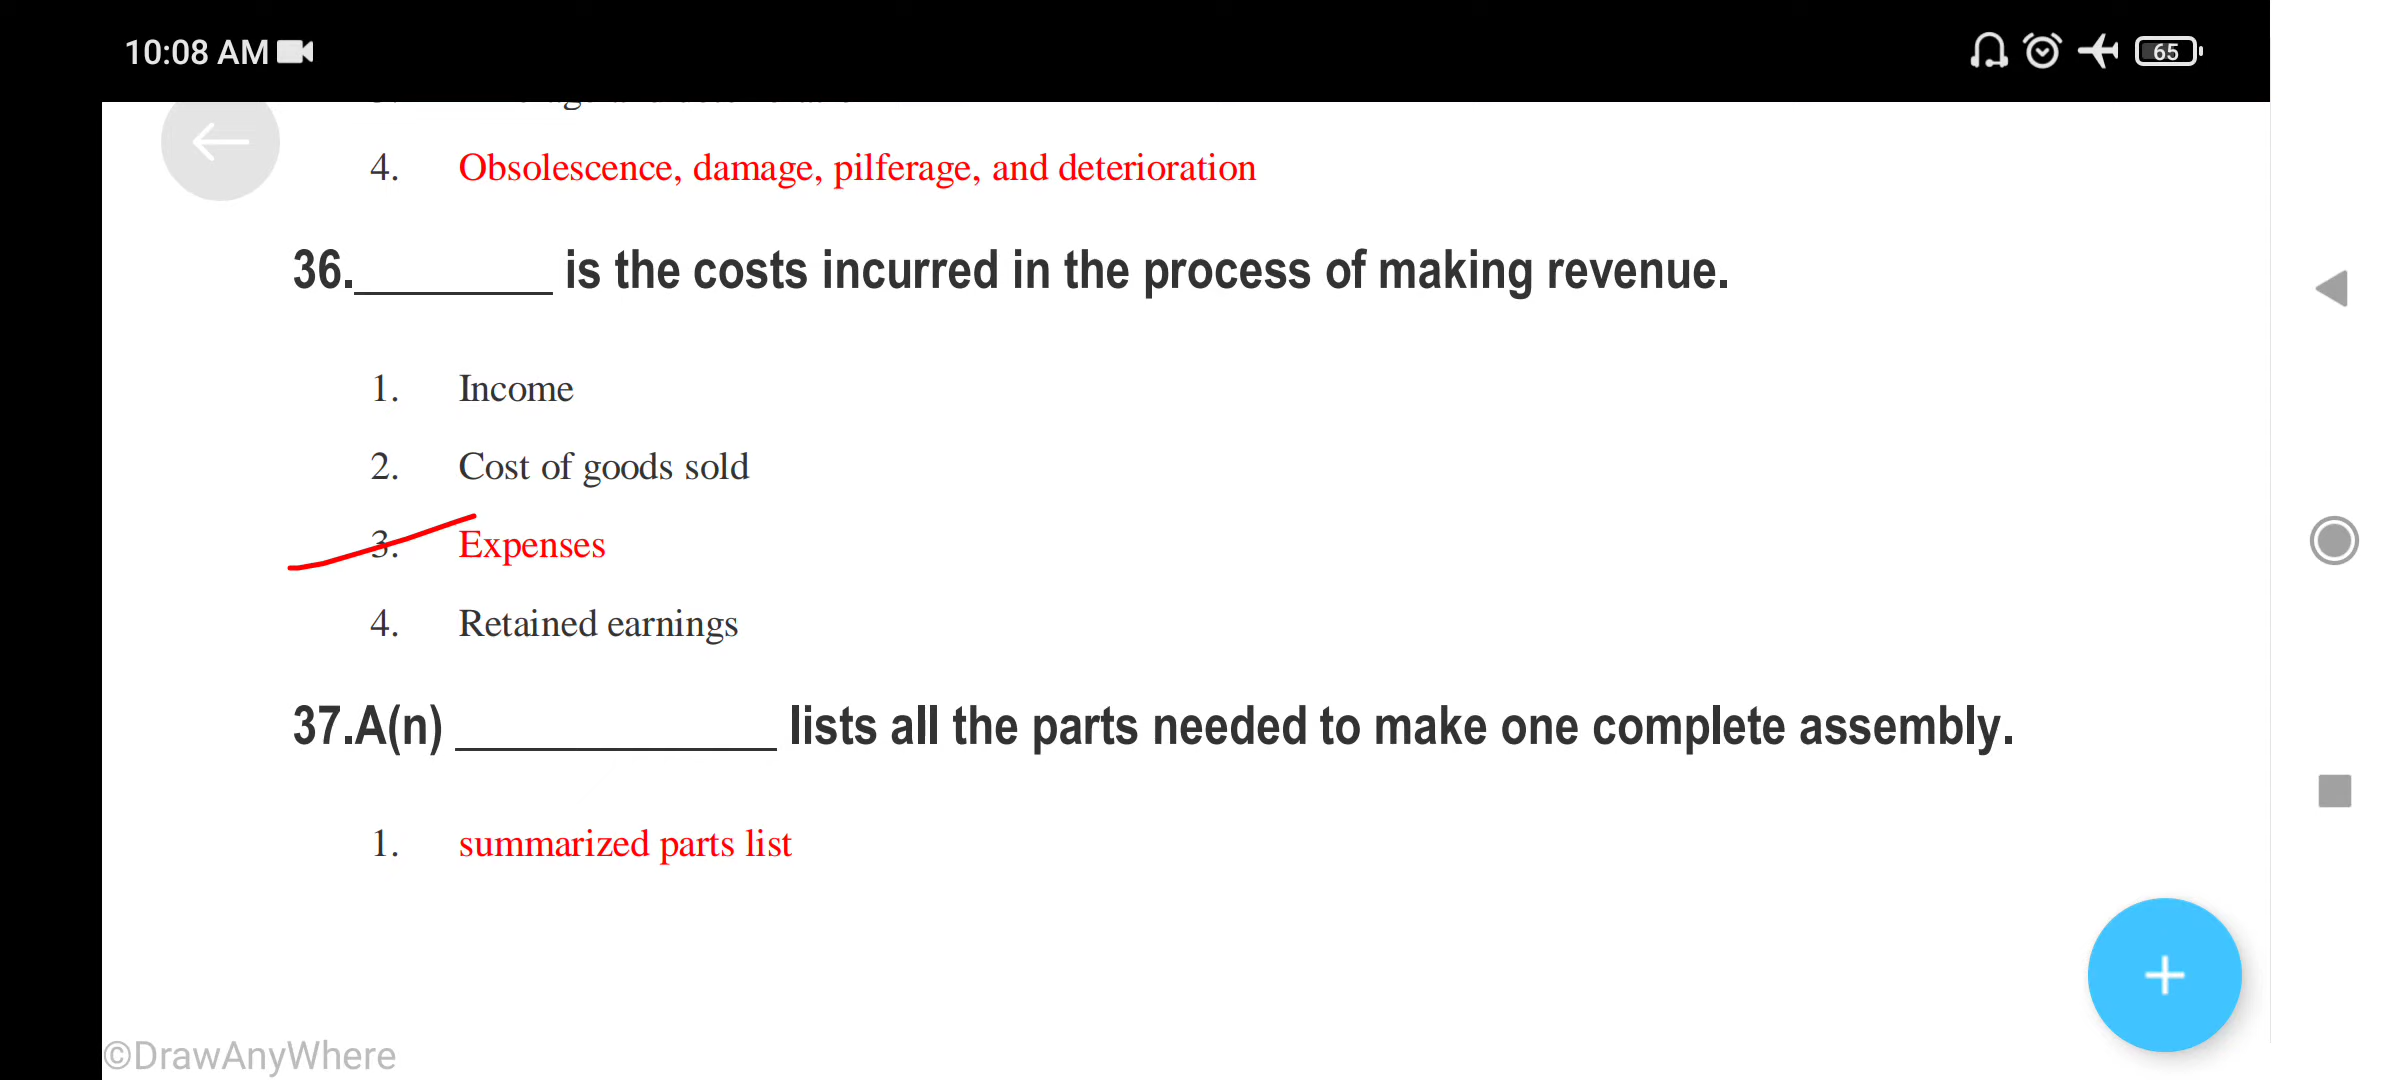 10:08 AM
65
4. Obsolescence, damage, pilferage, and deterioration
36._________ is the costs incurred in the process of making revenue.
1. Income
2. Cost of goods sold
3. Expenses
4. Retained earnings
37.A(n) ______________ lists all the parts needed to make one complete assembly.
1. summarized parts list
©DrawAnyWhere